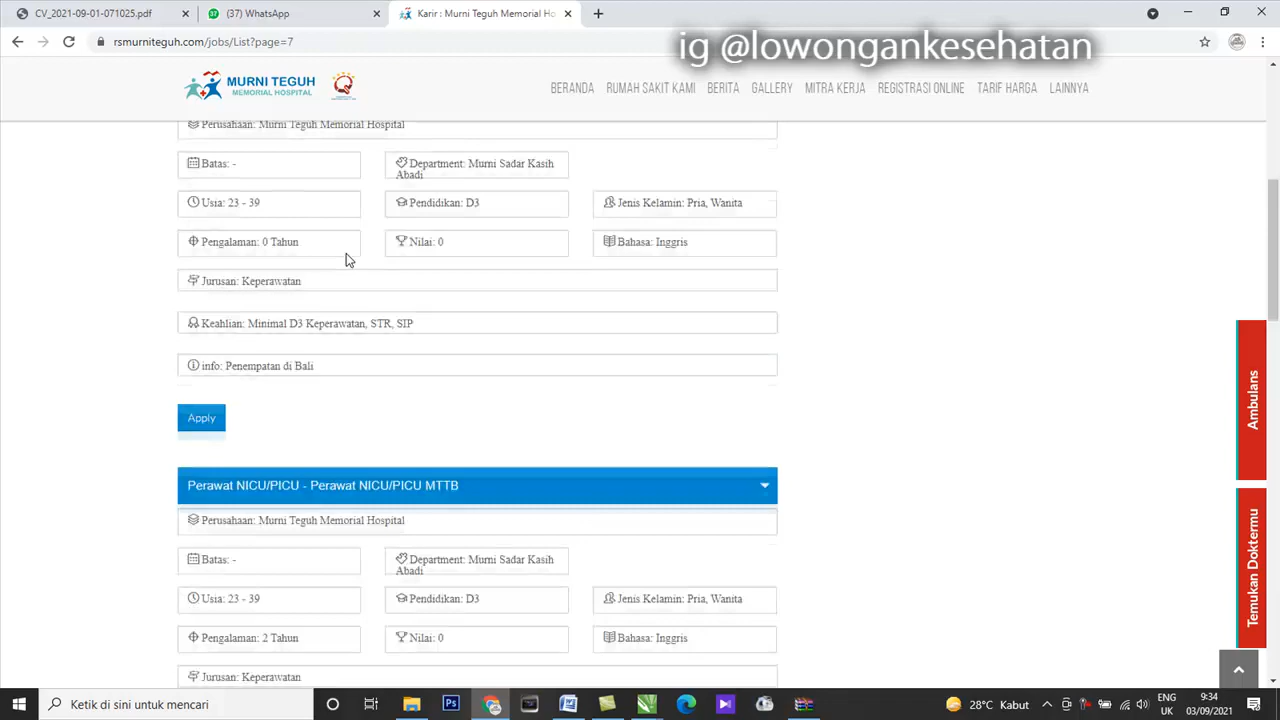 CV_2021-09-01-071025.pdf
(37) WhatsApp
Karir : Murni Teguh Memorial Ho
rsmurniteguh.com/jobs/List?page=7
ig @lowongankesehatan
MURNI TEGUH
MEMORIAL HOSPITAL
BERANDA
RUMAH SAKIT KAMI
BERITA
GALLERY
MITRA KERJA
REGISTRASI ONLINE
TARIF HARGA
LAINNYA
Perusahaan: Murni Teguh Memorial Hospital
Batas: -
Department: Murni Sadar Kasih
Abadi
Usia: 23 - 39
Pendidikan: D3
Jenis Kelamin: Pria, Wanita
Pengalaman: 0 Tahun
Nilai: 0
Bahasa: Inggris
Jurusan: Keperawatan
Keahlian: Minimal D3 Keperawatan, STR, SIP
info: Penempatan di Bali
Apply
Perawat NICU/PICU - Perawat NICU/PICU MTTB
Perusahaan: Murni Teguh Memorial Hospital
Batas: -
Department: Murni Sadar Kasih
Abadi
Usia: 23 - 39
Pendidikan: D3
Jenis Kelamin: Pria, Wanita
Pengalaman: 2 Tahun
Nilai: 0
Bahasa: Inggris
Jurusan: Keperawatan
Ambulans
Temukan Doktermu
Ketik di sini untuk mencari
28°C Kabut
ENG
UK
9:34
03/09/2021